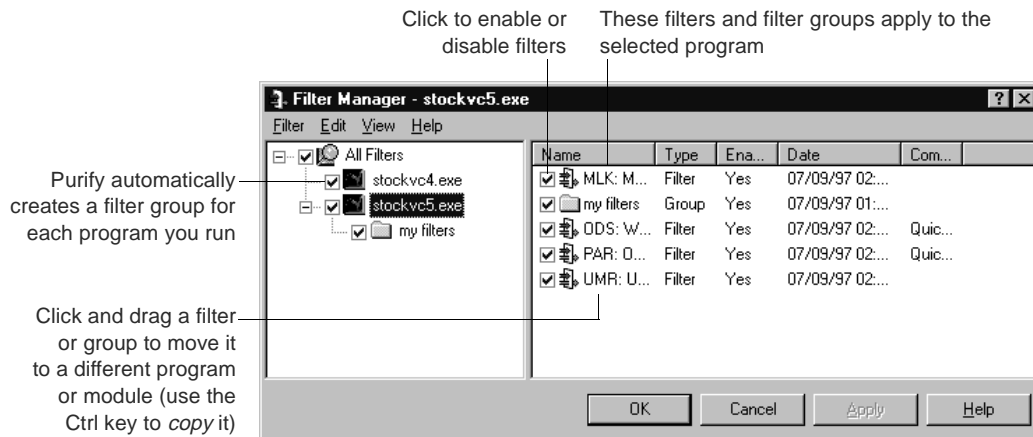 Click to enable or
disable filters
These filters and filter groups apply to the
selected program
Filter Manager - stockvc5.exe
Filter Edit View Help
All Filters
stockvc4.exe
stockvc5.exe
my filters
Name Type Ena... Date Com...
MLK: M... Filter Yes 07/09/97 02:...
my filters Group Yes 07/09/97 01:...
ODS: W... Filter Yes 07/09/97 02:... Quic...
PAR: O... Filter Yes 07/09/97 02:... Quic...
UMR: U... Filter Yes 07/09/97 02:...
Purify automatically
creates a filter group for
each program you run
Click and drag a filter
or group to move it
to a different program
or module (use the
Ctrl key to copy it)
OK Cancel Apply Help